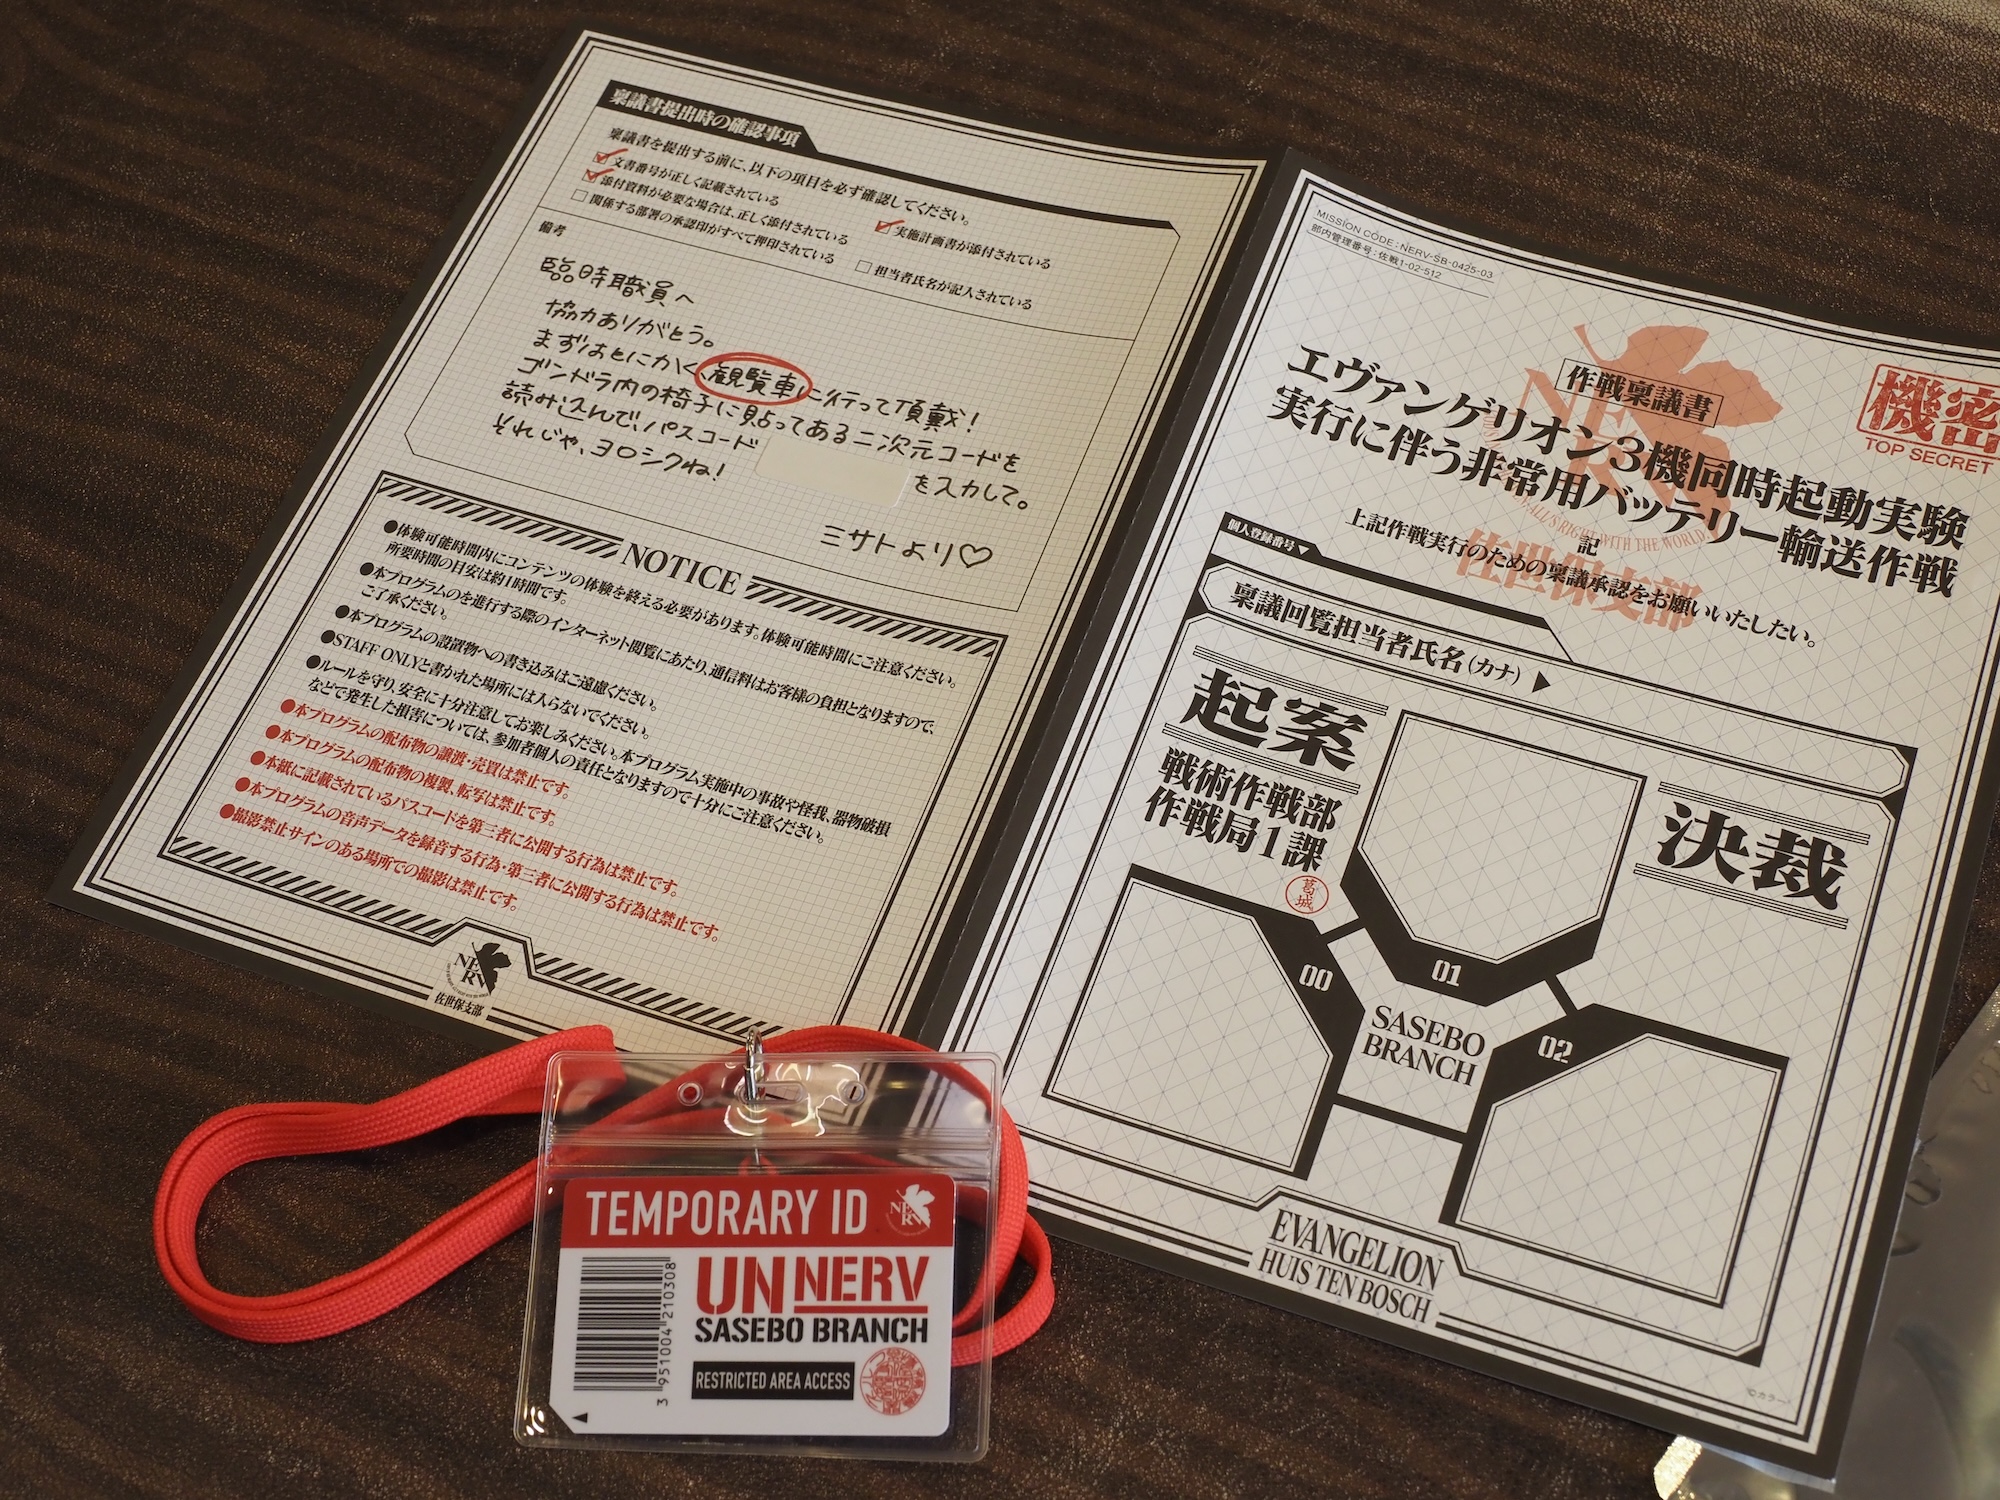 稟議書提出時の確認事項
稟議書を提出する前に、以下の項目を必ず確認してください。
文書番号が正しく記載されている
添付資料が必要な場合は、正しく添付されている
実施計画書が添付されている
関係する部署の承認印がすべて押印されている
担当者氏名が記入されている
備考
臨時職員へ
協力ありがとう。
まずはとにかく、観覧車に行って頂戴!
ゴンドラ内の椅子に貼ってある二次元コードを
読み込んで、パスコード を入力して。
それじゃ、ヨロシクね!
ミサトより♡
NOTICE
●体験可能時間内にコンテンツの体験を終える必要があります。体験可能時間にご注意ください。
所要時間の目安は約1時間です。
●本プログラムのを進行する際のインターネット閲覧にあたり、通信料はお客様の負担となりますので、
ご了承ください。
●本プログラムの設置物への書き込みはご遠慮ください。
●STAFF ONLYと書かれた場所には入らないでください。
●ルールを守り、安全に十分注意してお楽しみください。本プログラム実施中の事故や怪我、器物破損
などで発生した損害については、参加者個人の責任となりますので十分にご注意ください。
●本プログラムの配布物の譲渡・売買は禁止です。
●本プログラムの配布物の複製、転写は禁止です。
●本紙に記載されているパスコードを第三者に公開する行為は禁止です。
●本プログラムの音声データを録音する行為・第三者に公開する行為は禁止です。
●撮影禁止サインのある場所での撮影は禁止です。
NERV
佐世保支部
MISSION CODE : NERV-SB-0425-03
部内管理番号 : 佐戦1-02-512
作戦稟議書
機密
TOP SECRET
エヴァンゲリオン3機同時起動実験
実行に伴う非常用バッテリー輸送作戦
記
上記作戦実行のための稟議承認をお願いいたしたい。
佐世保支部
個人登録番号▼
稟議回覧担当者氏名(カナ)▶
起案
戦術作戦部
作戦局1課
葛城
決裁
00
01
02
SASEBO
BRANCH
EVANGELION
HUIS TEN BOSCH
©カラー
TEMPORARY ID
NERV
UN NERV
SASEBO BRANCH
RESTRICTED AREA ACCESS
3 951004 210308